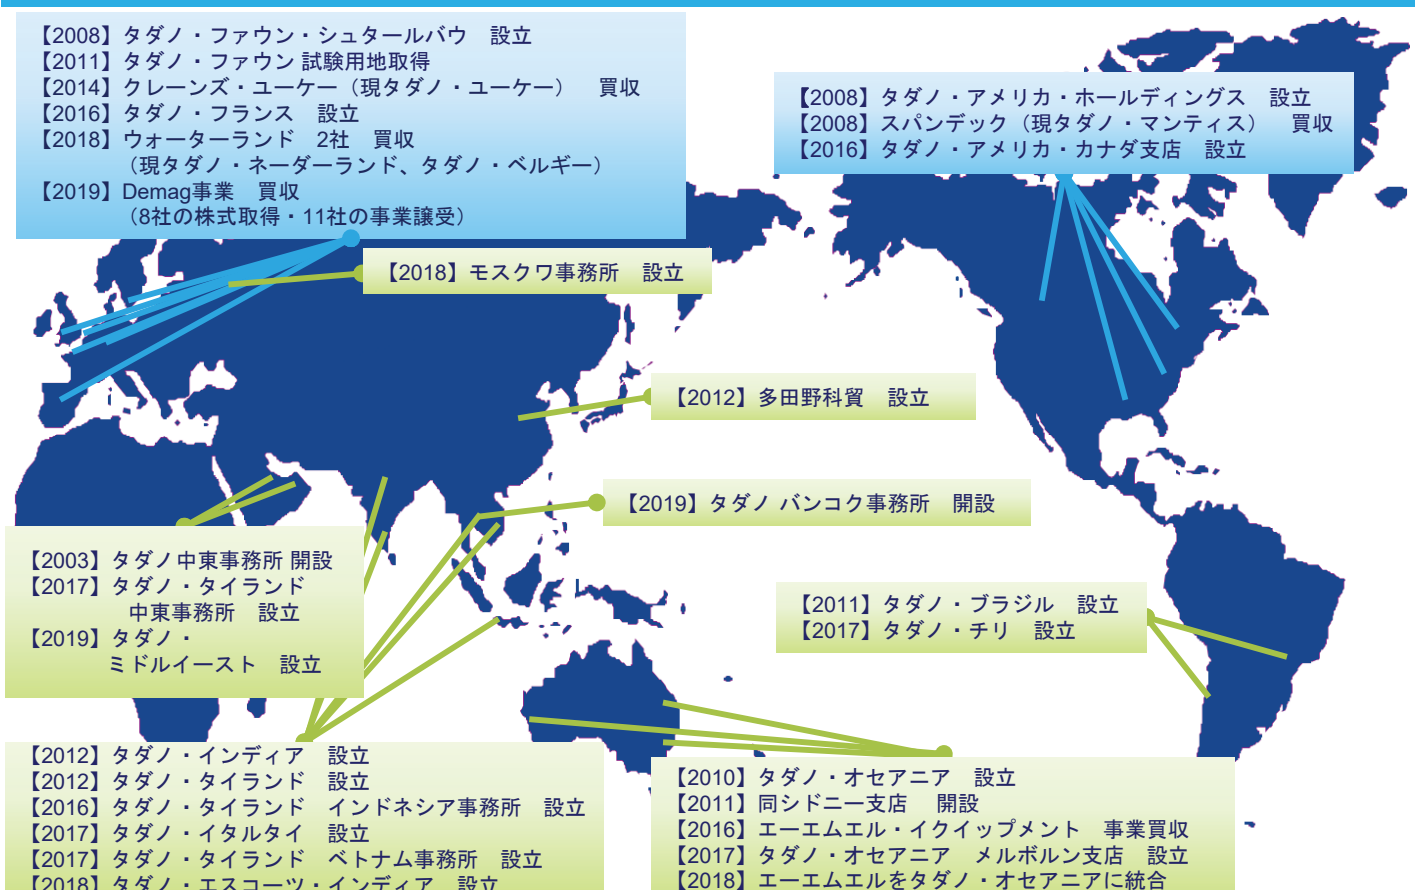 【2008】タダノ・ファウン・シュタールバウ　設立
【2011】タダノ・ファウン 試験用地取得
【2014】クレーンズ・ユーケー（現タダノ・ユーケー）　買収
【2016】タダノ・フランス　設立
【2018】ウォーターランド　2社　買収
（現タダノ・ネーダーランド、タダノ・ベルギー）
【2019】Demag事業　買収
（8社の株式取得・11社の事業譲受）
【2008】タダノ・アメリカ・ホールディングス　設立
【2008】スパンデック（現タダノ・マンティス）　買収
【2016】タダノ・アメリカ・カナダ支店　設立
【2018】モスクワ事務所　設立
【2012】多田野科貿　設立
【2019】タダノ バンコク事務所　開設
【2003】タダノ中東事務所 開設
【2017】タダノ・タイランド
中東事務所　設立
【2019】タダノ・
ミドルイースト　設立
【2011】タダノ・ブラジル　設立
【2017】タダノ・チリ　設立
【2012】タダノ・インディア　設立
【2012】タダノ・タイランド　設立
【2016】タダノ・タイランド　インドネシア事務所　設立
【2017】タダノ・イタルタイ　設立
【2017】タダノ・タイランド　ベトナム事務所　設立
【2018】タダノ・エスコーツ・インディア　設立
【2010】タダノ・オセアニア　設立
【2011】同シドニー支店　開設
【2016】エーエムエル・イクイップメント　事業買収
【2017】タダノ・オセアニア　メルボルン支店　設立
【2018】エーエムエルをタダノ・オセアニアに統合